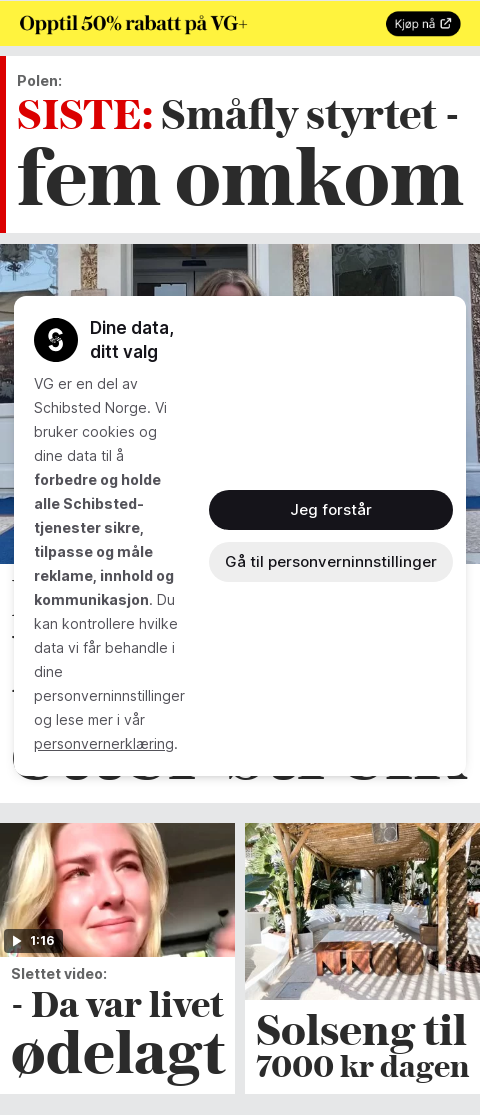 Opptil 50% rabatt på VG+
Kjøp nå
Polen:
SISTE: Småfly styrtet -
fem omkom
Dine data,
ditt valg
VG er en del av
Schibsted Norge. Vi
bruker cookies og
dine data til å
forbedre og holde
alle Schibsted-
tjenester sikre,
tilpasse og måle
reklame, innhold og
kommunikasjon. Du
kan kontrollere hvilke
data vi får behandle i
dine
personverninnstillinger
og lese mer i vår
personvernerklæring.
Jeg forstår
Gå til personverninnstillinger
1:16
Slettet video:
- Da var livet
ødelagt
Solseng til
7000 kr dagen